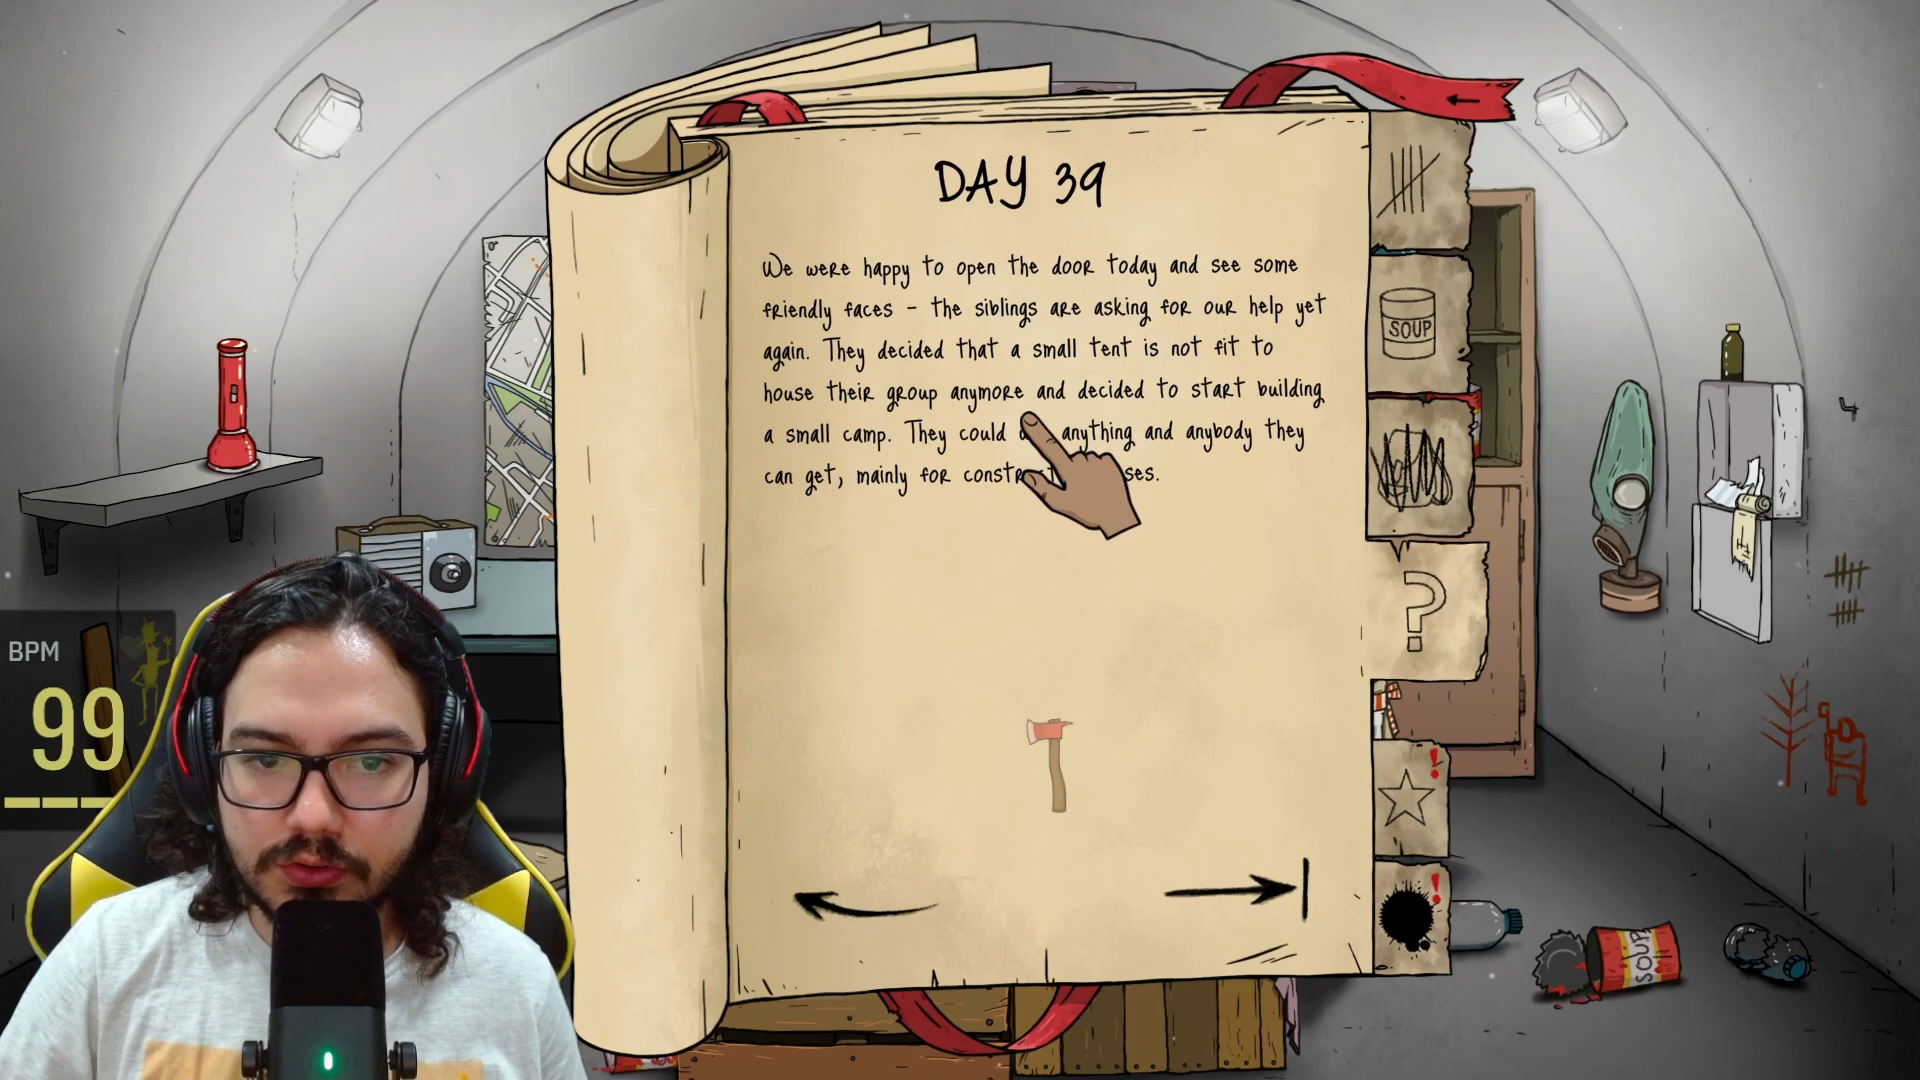 DAY 39
We were happy to open the door today and see some
friendly faces - the siblings are asking for our help yet
again. They decided that a small tent is not fit to
house their group anymore and decided to start building
a small camp. They could anything and anybody they
can get, mainly for
SOUP
BPM
99
SOUP